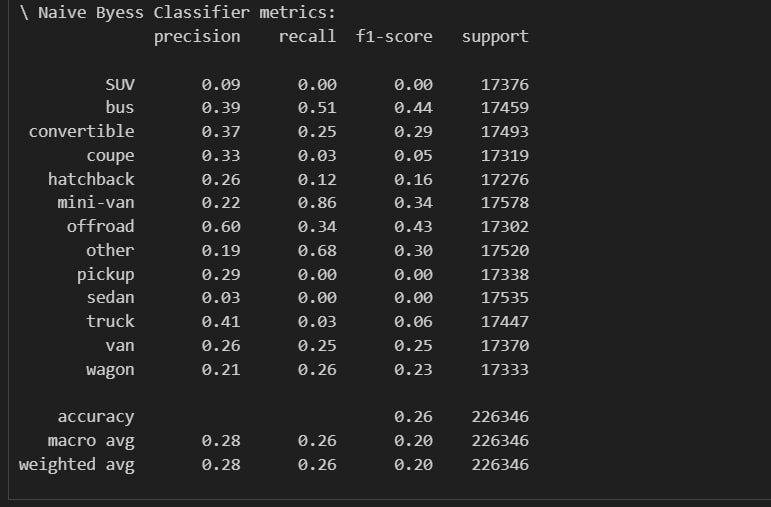 \ Naive Byess Classifier metrics:
precision recall f1-score support
SUV 0.09 0.00 0.00 17376
bus 0.39 0.51 0.44 17459
convertible 0.37 0.25 0.29 17493
coupe 0.33 0.03 0.05 17319
hatchback 0.26 0.12 0.16 17276
mini-van 0.22 0.86 0.34 17578
offroad 0.60 0.34 0.43 17302
other 0.19 0.68 0.30 17520
pickup 0.29 0.00 0.00 17338
sedan 0.03 0.00 0.00 17535
truck 0.41 0.03 0.06 17447
van 0.26 0.25 0.25 17370
wagon 0.21 0.26 0.23 17333
accuracy 0.26 226346
macro avg 0.28 0.26 0.20 226346
weighted avg 0.28 0.26 0.20 226346